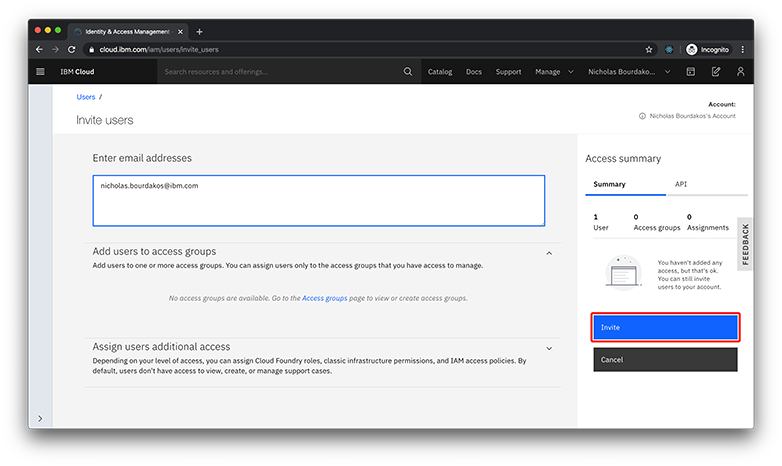 Identity & Access Management
cloud.ibm.com/iam/users/invite_users
Incognito
IBM Cloud
Search resources and offerings...
Catalog
Docs
Support
Manage
Nicholas Bourdako...
Users /
Account:
Invite users
Nicholas Bourdakos's Account
Enter email addresses
nicholas.bourdakos@ibm.com
Add users to access groups
Add users to one or more access groups. You can assign users only to the access groups that you have access to manage.
No access groups are available. Go to the Access groups page to view or create access groups.
Assign users additional access
Depending on your level of access, you can assign Cloud Foundry roles, classic infrastructure permissions, and IAM access policies. By
default, users don't have access to view, create, or manage support cases.
Access summary
Summary
API
1
0
0
User
Access groups
Assignments
You haven't added any
access, but that's ok.
You can still invite
users to your account.
Invite
Cancel
FEEDBACK